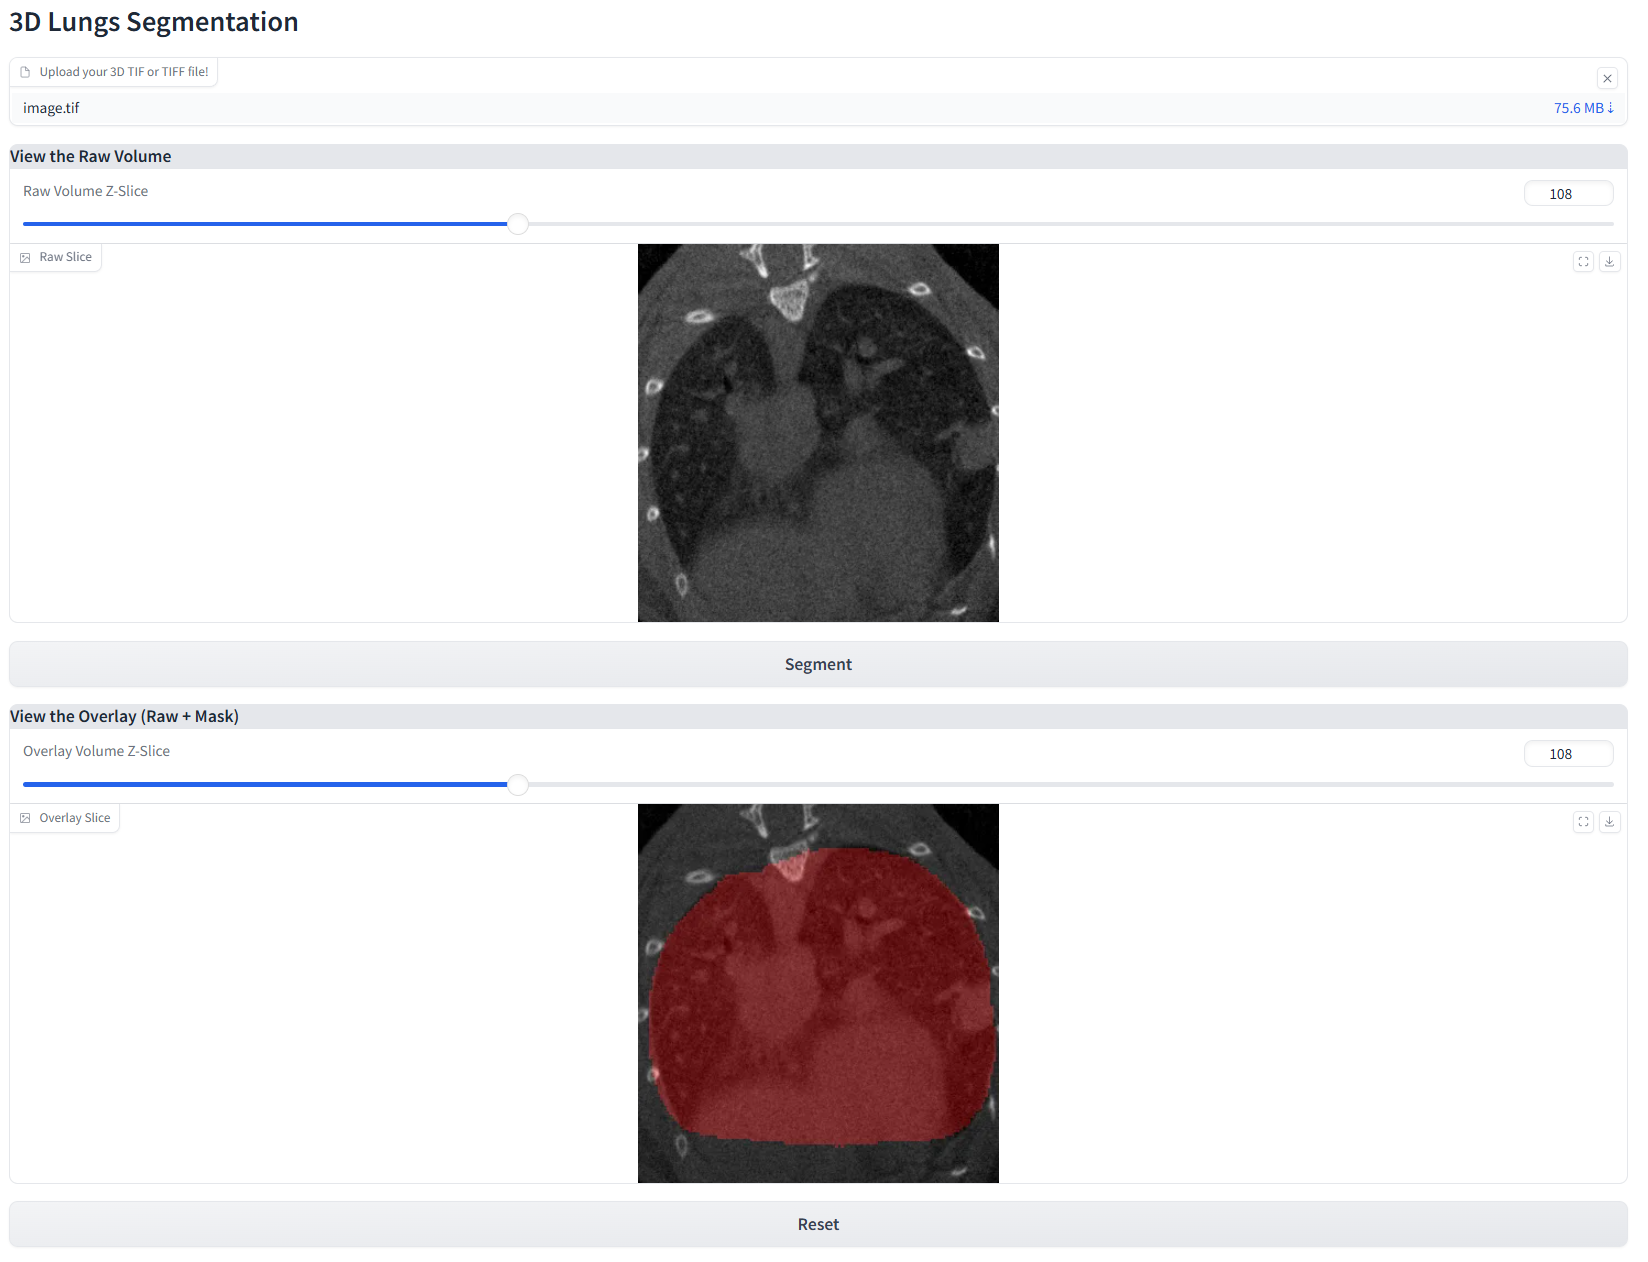 3D Lungs Segmentation
Upload your 3D TIF or TIFF file!
image.tif
75.6 MB ⇣
View the Raw Volume
Raw Volume Z-Slice
108
Raw Slice
Segment
View the Overlay (Raw + Mask)
Overlay Volume Z-Slice
108
Overlay Slice
Reset